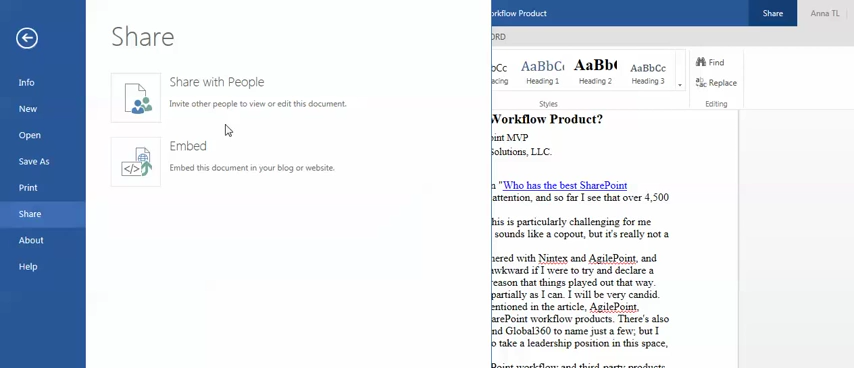 Info
New
Open
Save As
Print
Share
About
Help
Share
Share with People
Invite other people to view or edit this document.
Embed
Embed this document in your blog or website.
orkflow Product
Share
Anna TL
ORD
AaBbCc
AaBbC
AaBbCc
acing
Heading 1
Heading 2
Heading 3
Styles
Find
Replace
Editing
Workflow Product?
oint MVP
Solutions, LLC.
n "Who has the best SharePoint
attention, and so far I see that over 4,500
his is particularly challenging for me
sounds like a copout, but it's really not a
nered with Nintex and AgilePoint, and
wkward if I were to try and declare a
reason that things played out that way.
partially as I can. I will be very candid.
entioned in the article, AgilePoint,
arePoint workflow products. There's also
nd Global360 to name just a few; but I
o take a leadership position in this space,
Point workflow and third-party products